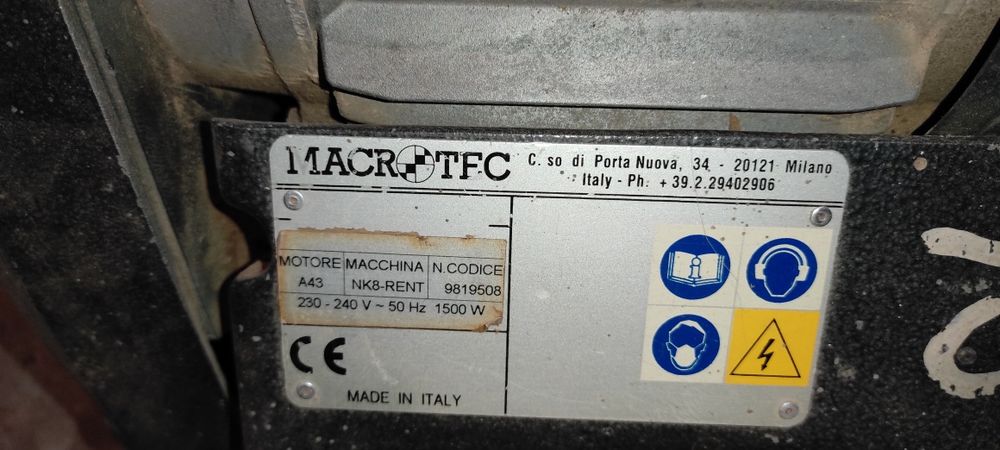 MACROTEC
C. so di Porta Nuova, 34 - 20121 Milano
Italy - Ph. +39.2.29402906
MOTORE MACCHINA N.CODICE
A43 NK8-RENT 9819508
230 - 240 V ~ 50 Hz 1500 W
CE
MADE IN ITALY